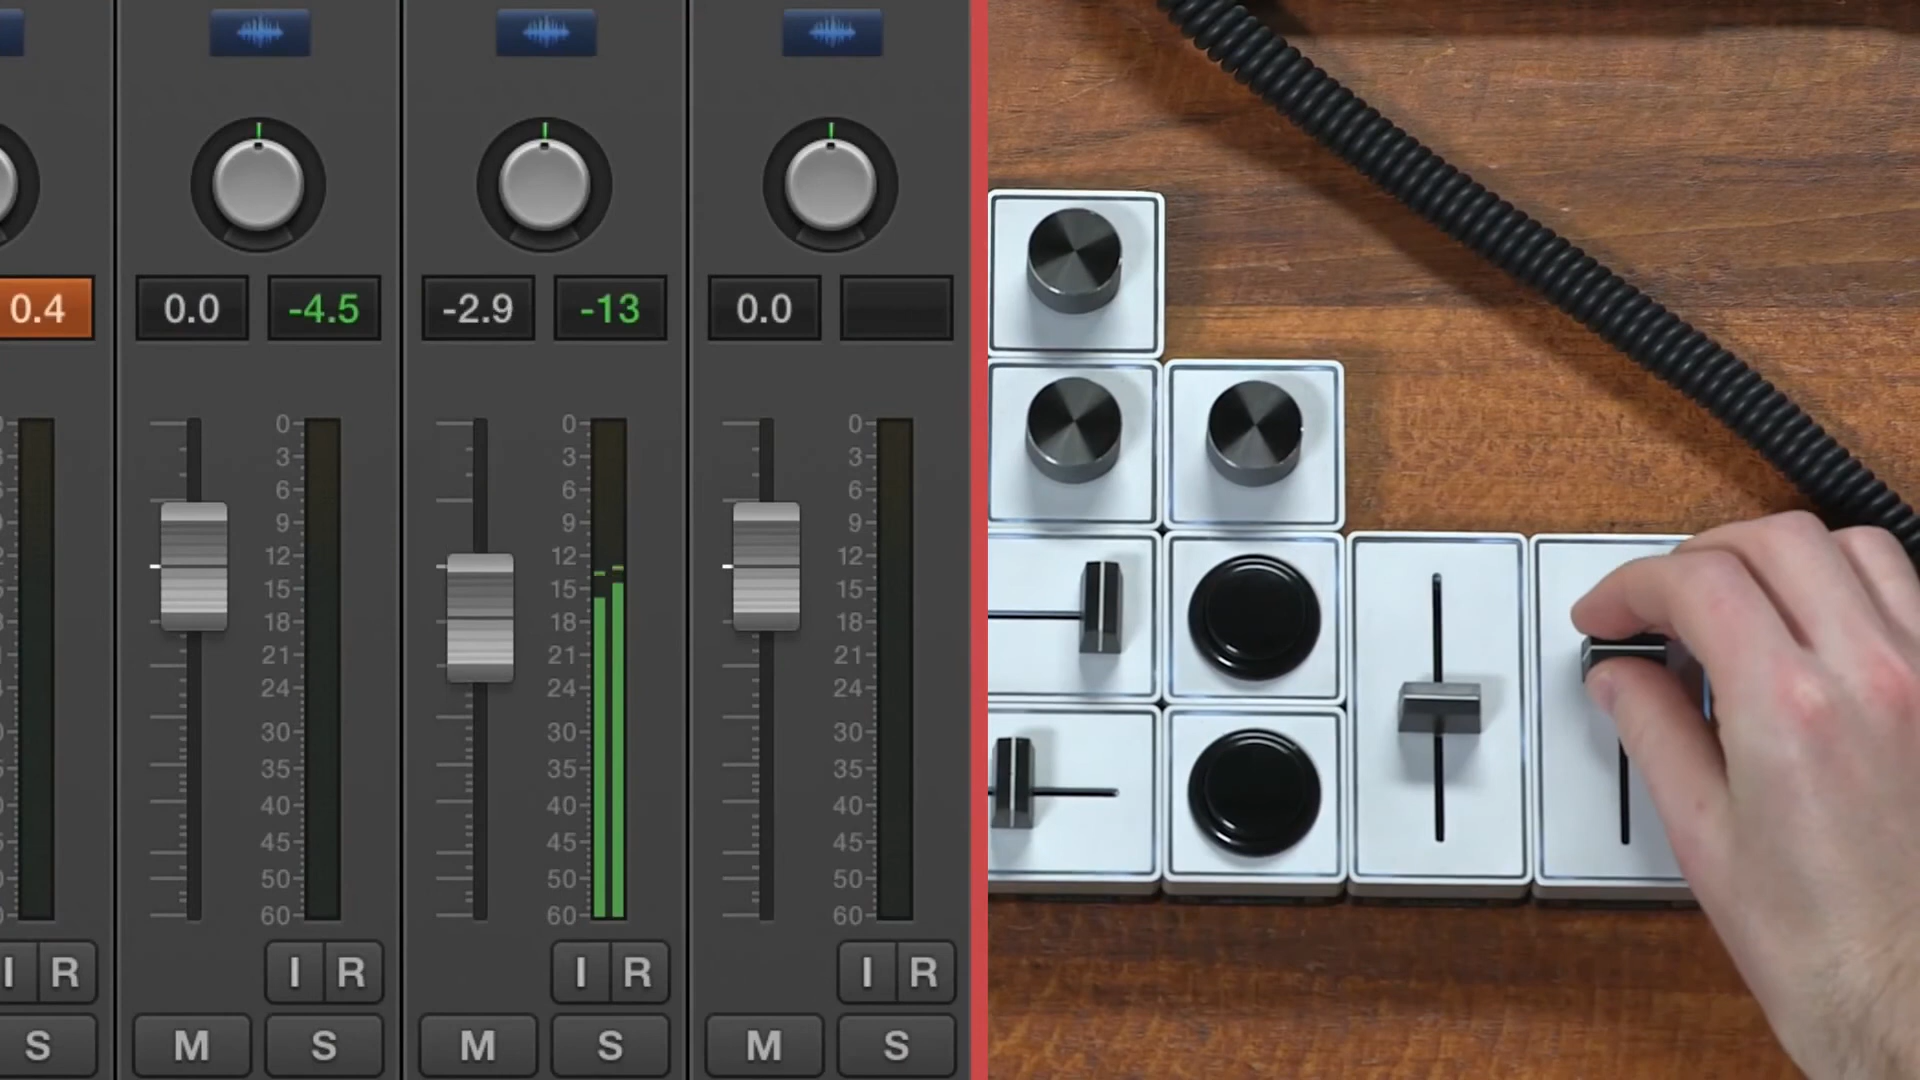 0.4 0.0 -4.5 -2.9 -13 0.0
0 0 0
3 3 3
6 6 6
9 9 9
12 12 12
15 15 15
18 18 18
21 21 21
24 24 24
30 30 30
35 35 35
40 40 40
45 45 45
50 50 50
60 60 60
I R I R I R I R
S M S M S M S